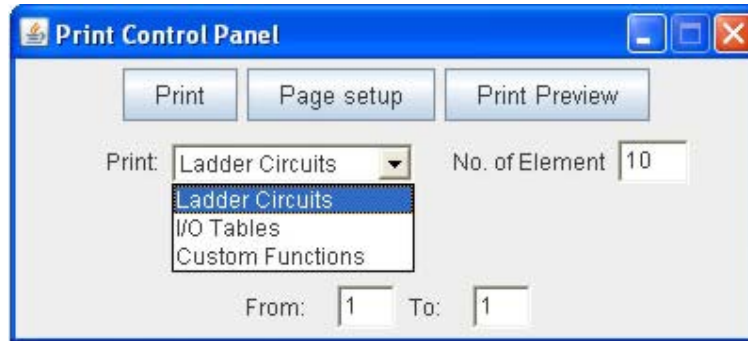 Print Control Panel
Print Page setup Print Preview
Print: Ladder Circuits No. of Element 10
Ladder Circuits
I/O Tables
Custom Functions
From: 1 To: 1